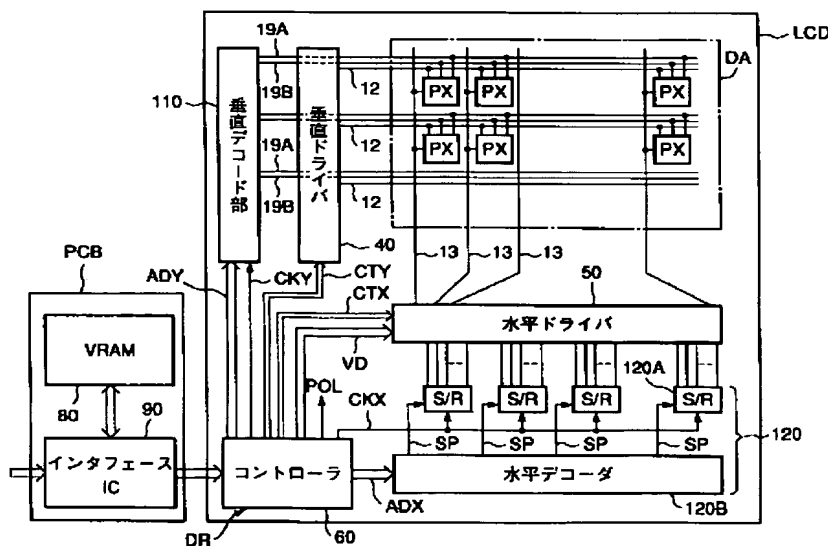 19A
LCD
DA
110
19B
12
PX PX PX
垂直デコード部
垂直ドライバ
19A
12
PX PX PX
19B
12
40
PCB
ADY
CKY
CTY
CTX
13 13 13
50
水平ドライバ
VRAM
VD
80
90
POL
CKX
120A
S/R S/R S/R S/R
120
SP SP SP SP
インタフェース
IC
コントローラ
水平デコーダ
ADX
DR
60
120B